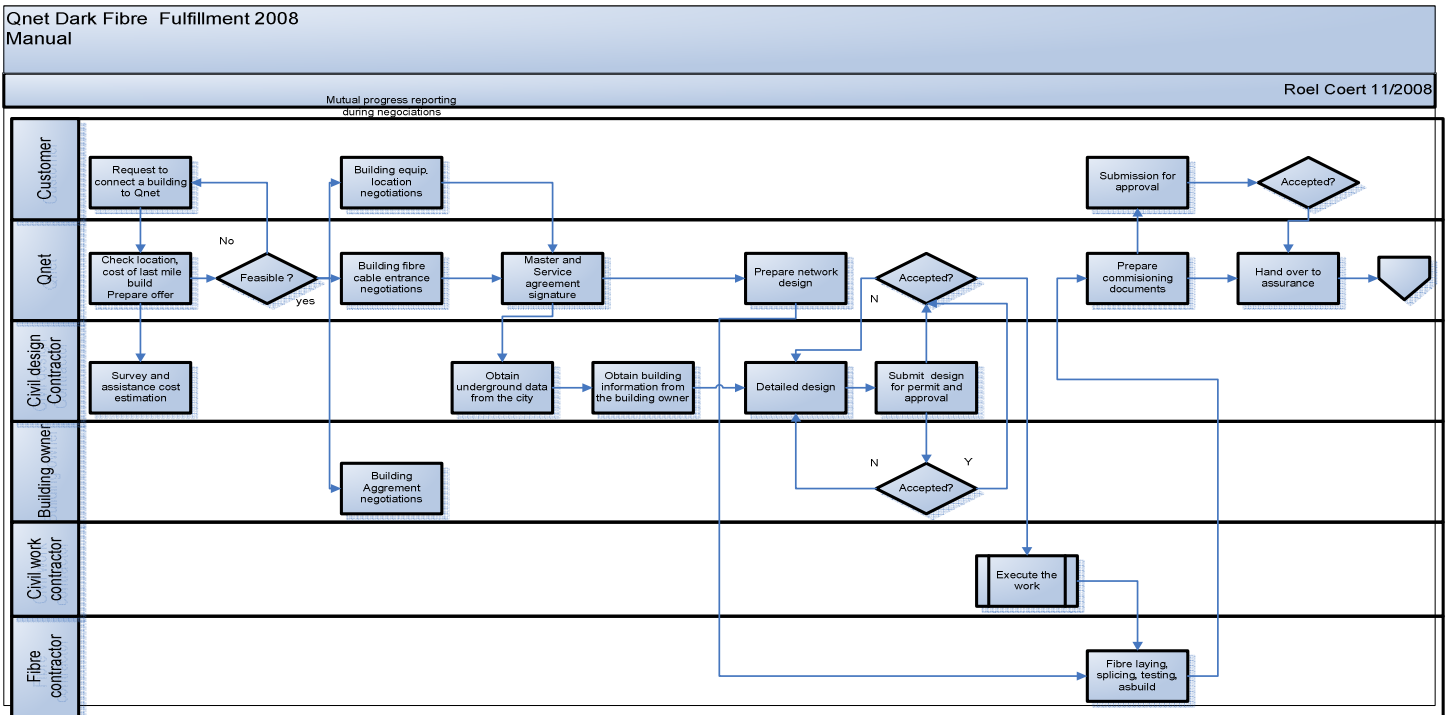 Qnet Dark Fibre  Fulfillment 2008
Manual
Roel Coert 11/2008
Mutual progress reporting
during negociations
Customer
Request to
connect a building
to Qnet
Building equip.
location
negotiations
Submission for
approval
Accepted?
Qnet
No
Check location,
cost of last mile
build
Prepare offer
Feasible ?
yes
Building fibre
cable entrance
negotiations
Master and
Service
agreement
signature
Prepare network
design
Accepted?
N
Prepare
commisioning
documents
Hand over to
assurance
Civil design
Contractor
Survey and
assistance cost
estimation
Obtain
underground data
from the city
Obtain building
information from
the building owner
Detailed design
Submit  design
for permit and
approval
Building owner
Building
Aggrement
negotiations
N
Accepted?
Y
Civil work
contractor
Execute the
work
Fibre
contractor
Fibre laying,
splicing, testing,
asbuild